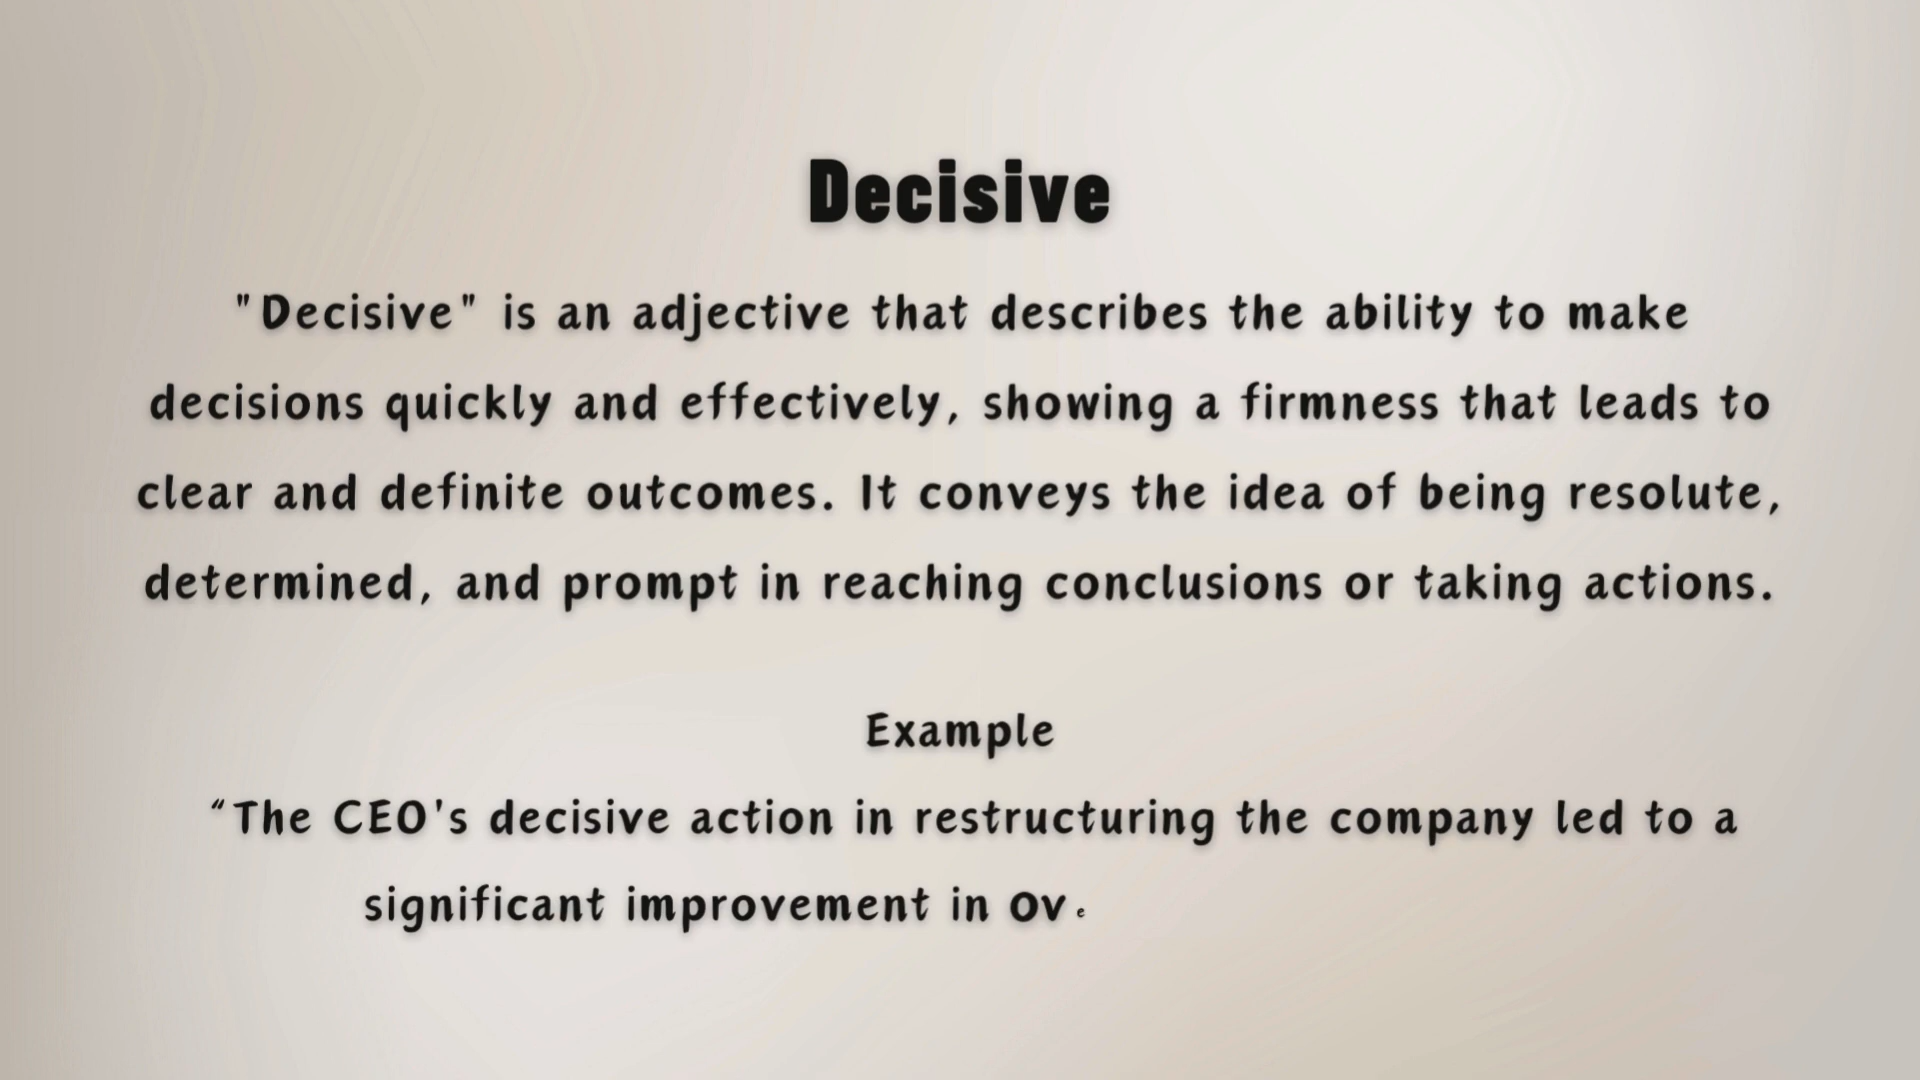 Decisive
"Decisive" is an adjective that describes the ability to make
decisions quickly and effectively, showing a firmness that leads to
clear and definite outcomes. It conveys the idea of being resolute,
determined, and prompt in reaching conclusions or taking actions.
Example
“The CEO's decisive action in restructuring the company led to a
significant improvement in ove